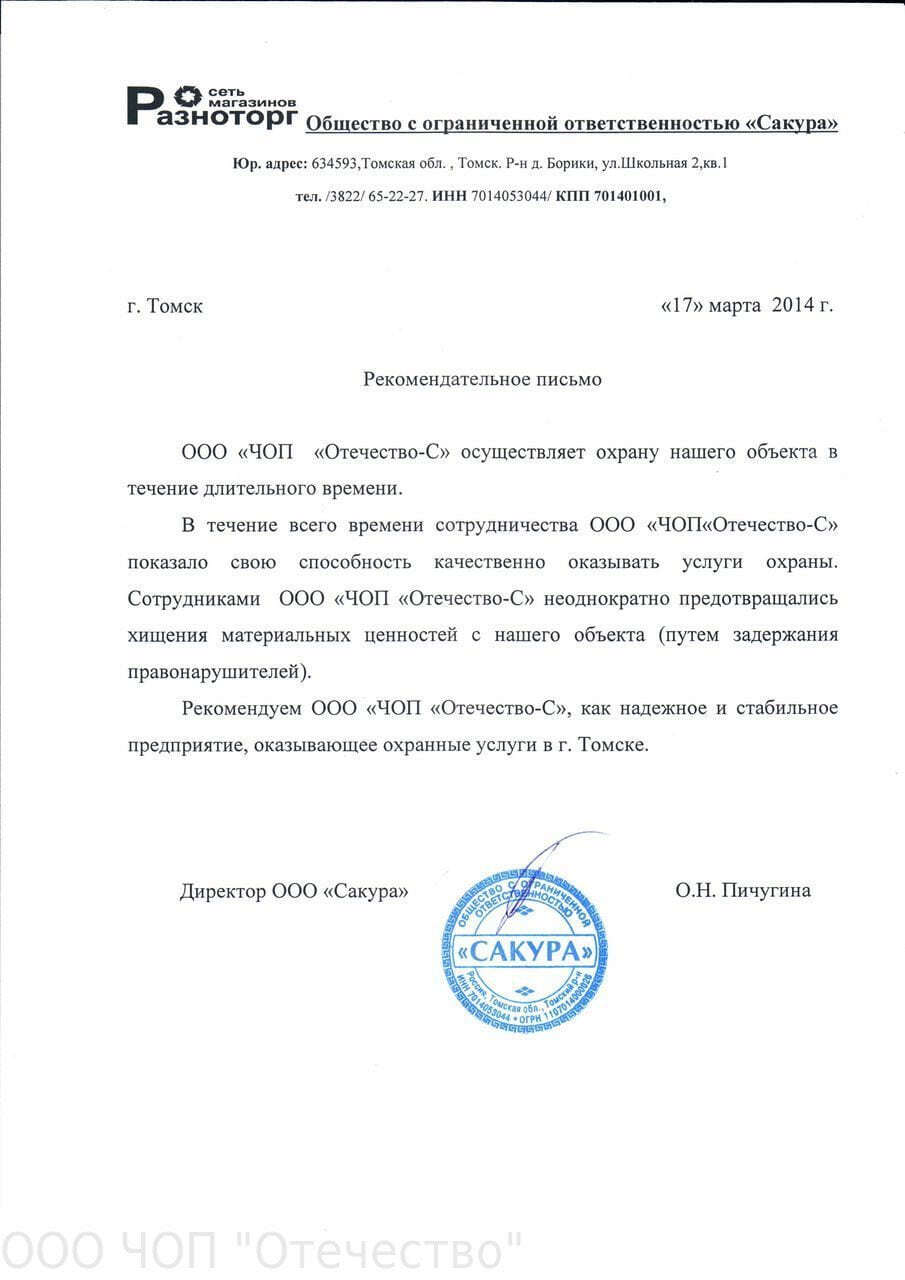 сеть
магазинов
Разноторг
Общество с ограниченной ответственностью «Сакура»
Юр. адрес: 634593,Томская обл. , Томск. Р-н д. Борики, ул.Школьная 2,кв.1
тел. /3822/ 65-22-27. ИНН 7014053044/ КПП 701401001,
г. Томск «17» марта 2014 г.
Рекомендательное письмо
ООО «ЧОП «Отечество-С» осуществляет охрану нашего объекта в
течение длительного времени.
В течение всего времени сотрудничества ООО «ЧОП«Отечество-С»
показало свою способность качественно оказывать услуги охраны.
Сотрудниками ООО «ЧОП «Отечество-С» неоднократно предотвращались
хищения материальных ценностей с нашего объекта (путем задержания
правонарушителей).
Рекомендуем ООО «ЧОП «Отечество-С», как надежное и стабильное
предприятие, оказывающее охранные услуги в г. Томске.
Директор ООО «Сакура» О.Н. Пичугина
ОБЩЕСТВО С ОГРАНИЧЕННОЙ
ОТВЕТСТВЕННОСТЬЮ
«САКУРА»
Россия, Томская обл., Томский р-н
ИНН 7014053044 * ОГРН 1107014000026
ООО ЧОП "Отечество"